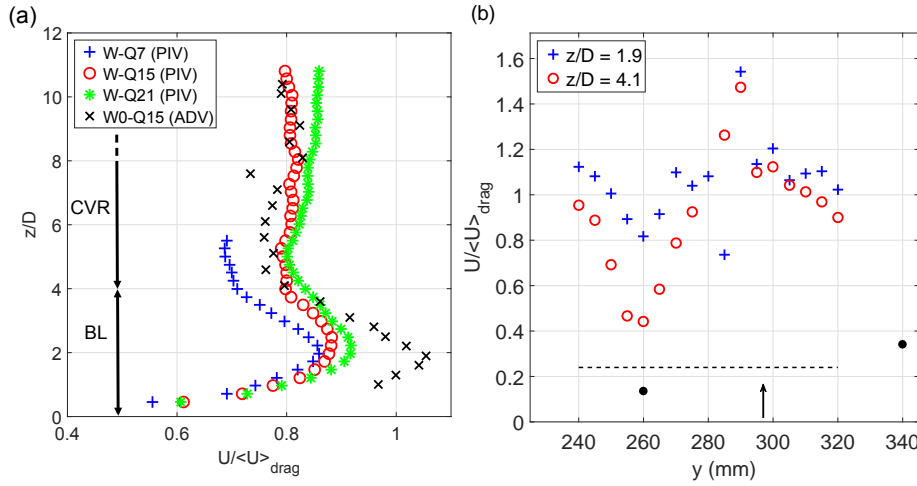 (a)
12
10
8
6
4
2
0
z/D
W-Q7 (PIV)
W-Q15 (PIV)
W-Q21 (PIV)
W0-Q15 (ADV)
CVR
BL
0.4 0.6 0.8 1
U/<U>drag
(b)
1.6
1.4
1.2
1
0.8
0.6
0.4
0.2
0
U/<U>drag
z/D = 1.9
z/D = 4.1
240 260 280 300 320 340
y (mm)